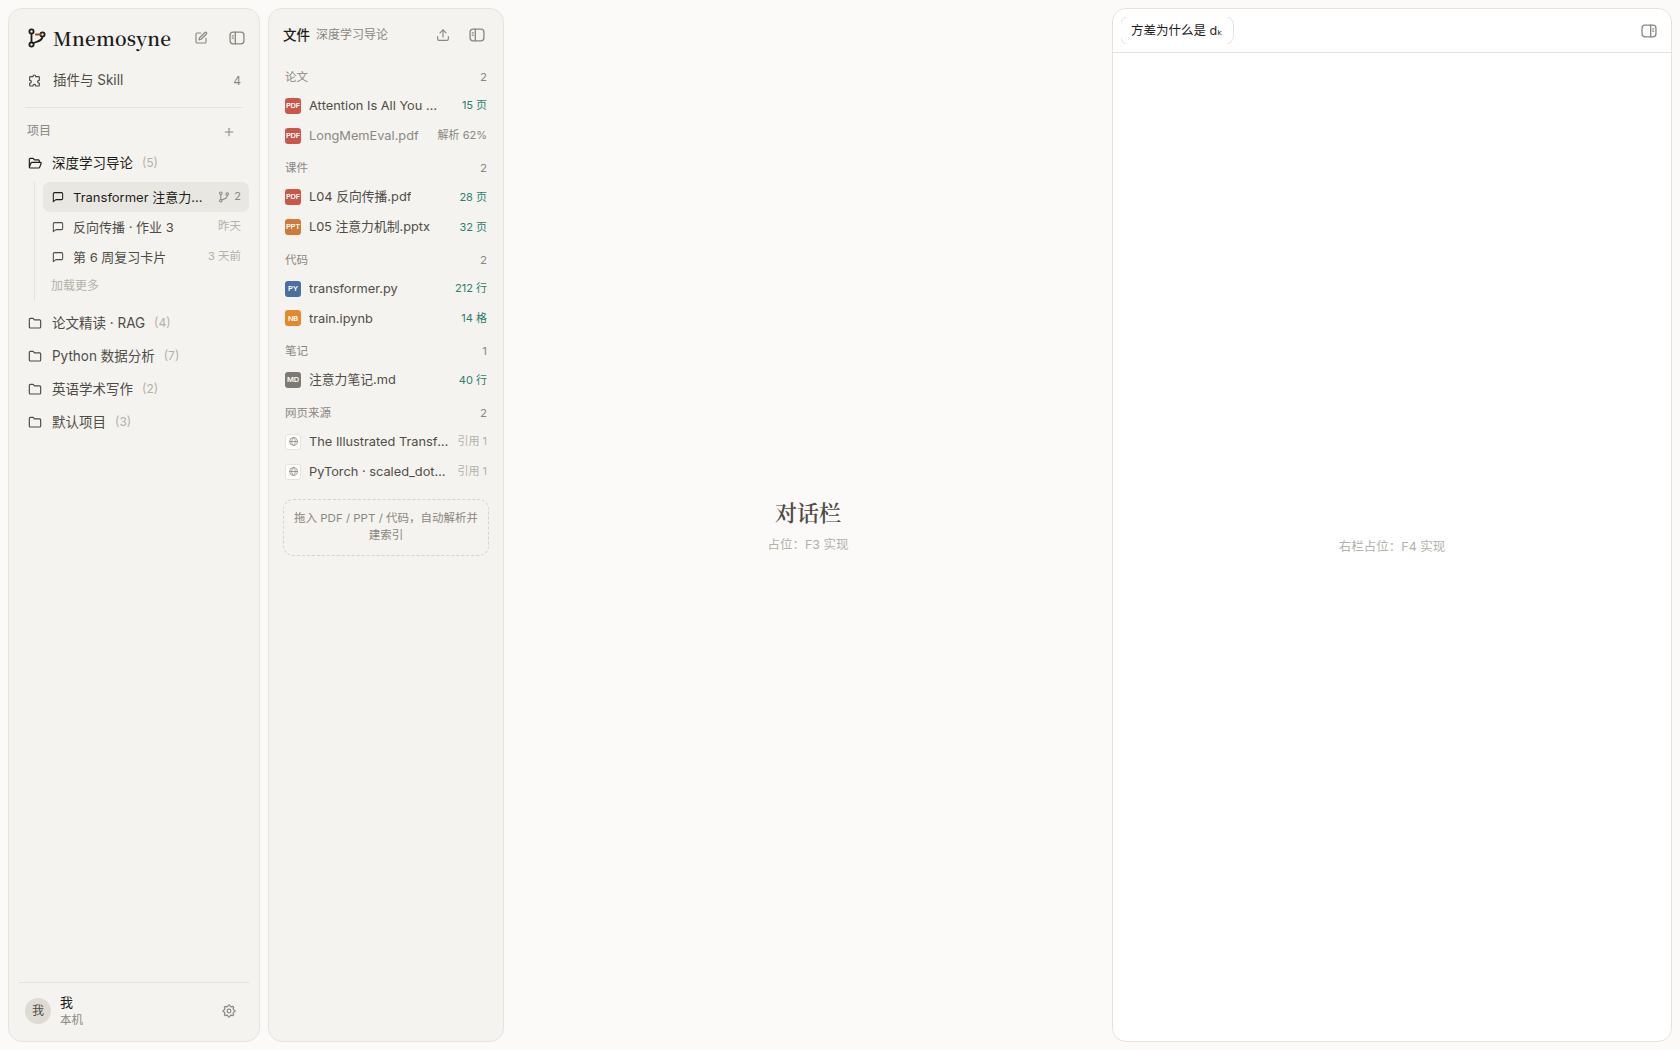 Mnemosyne
插件与 Skill 4
项目
深度学习导论 (5)
Transformer 注意力... 2
反向传播 · 作业 3 昨天
第 6 周复习卡片 3 天前
加载更多
论文精读 · RAG (4)
Python 数据分析 (7)
英语学术写作 (2)
默认项目 (3)
我
我
本机
文件 深度学习导论
论文 2
PDF Attention Is All You ... 15 页
PDF LongMemEval.pdf 解析 62%
课件 2
PDF L04 反向传播.pdf 28 页
PPT L05 注意力机制.pptx 32 页
代码 2
PY transformer.py 212 行
NB train.ipynb 14 格
笔记 1
MD 注意力笔记.md 40 行
网页来源 2
The Illustrated Transf... 引用 1
PyTorch · scaled_dot... 引用 1
拖入 PDF / PPT / 代码，自动解析并
建索引
对话栏
占位：F3 实现
方差为什么是 dₖ
右栏占位：F4 实现